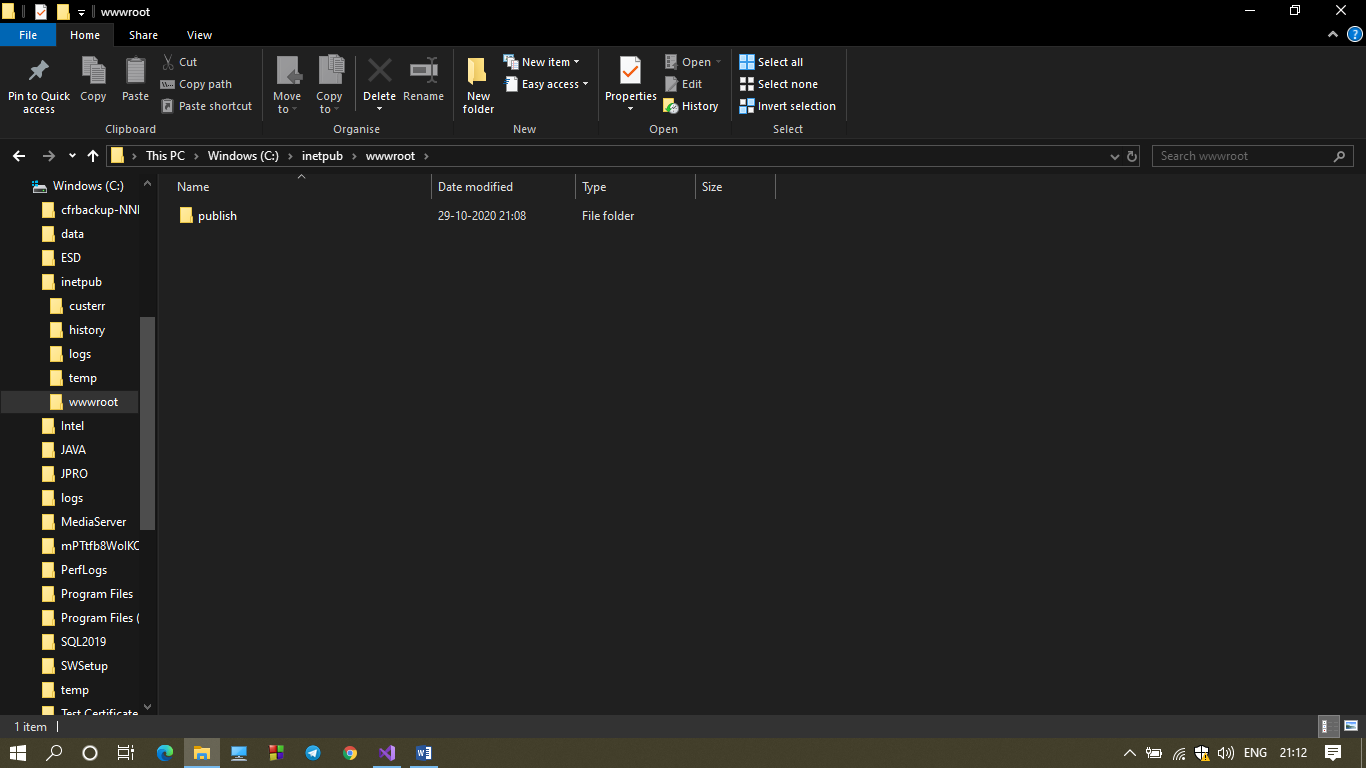 wwwroot
File Home Share View
Pin to Quick access
Copy
Paste
Cut
Copy path
Paste shortcut
Clipboard
Move to
Copy to
Delete
Rename
Organise
New folder
New item
Easy access
New
Properties
Open
Edit
History
Open
Select all
Select none
Invert selection
Select
This PC Windows (C:) inetpub wwwroot
Search wwwroot
Windows (C:)
cfrbackup-NNI
data
ESD
inetpub
custerr
history
logs
temp
wwwroot
Intel
JAVA
JPRO
logs
MediaServer
PerfLogs
Program Files
Program Files (
SQL2019
SWSetup
temp
Test Certificate
Name Date modified Type Size
publish 29-10-2020 21:08 File folder
1 item
ENG 21:12